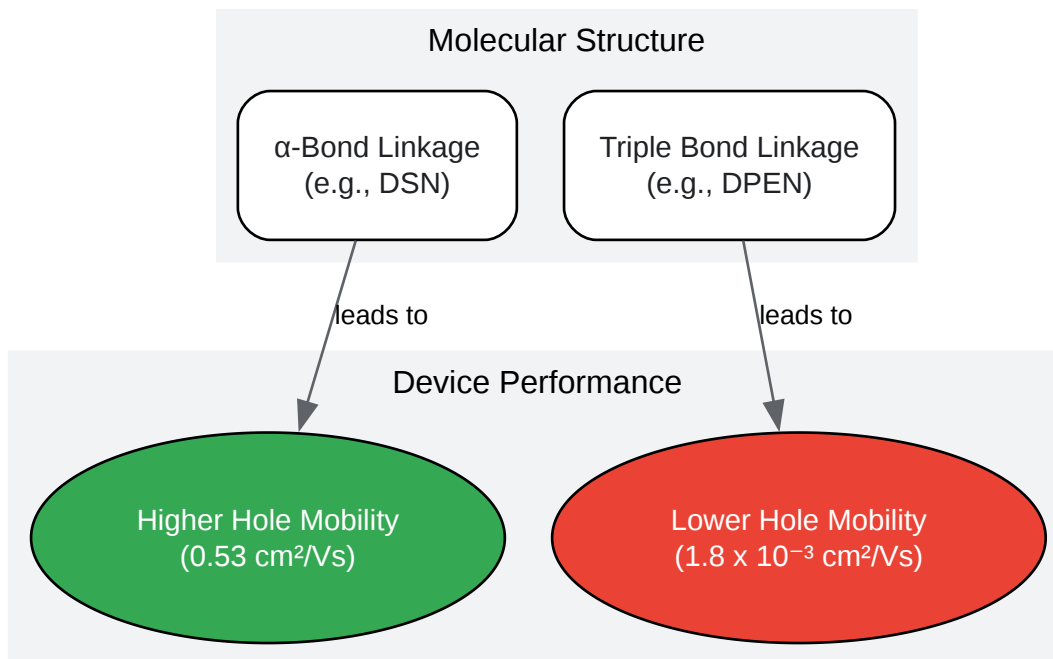 Molecular Structure
α-Bond Linkage
(e.g., DSN)
Triple Bond Linkage
(e.g., DPEN)
leads to
leads to
Device Performance
Higher Hole Mobility
(0.53 cm²/Vs)
Lower Hole Mobility
(1.8 x 10⁻³ cm²/Vs)